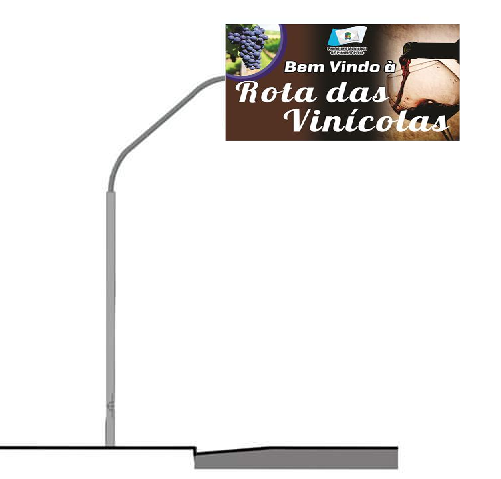 Bem Vindo à
Rota das
Vinícolas